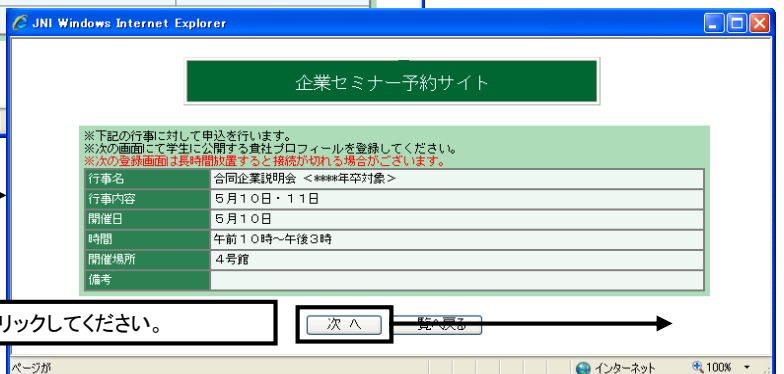 JNI Windows Internet Explorer
企業セミナー予約サイト
※下記の行事に対して申込を行います。
※次の画面にて学生に公開する貴社プロフィールを登録してください。
※次の登録画面は長時間放置すると接続が切れる場合がございます。
行事名 合同企業説明会 <****年卒対象>
行事内容 5月10日・11日
開催日 5月10日
時間 午前10時~午後3時
開催場所 4号館
備考
リックしてください。
次 へ 覧へ戻る
ページが インターネット 100%